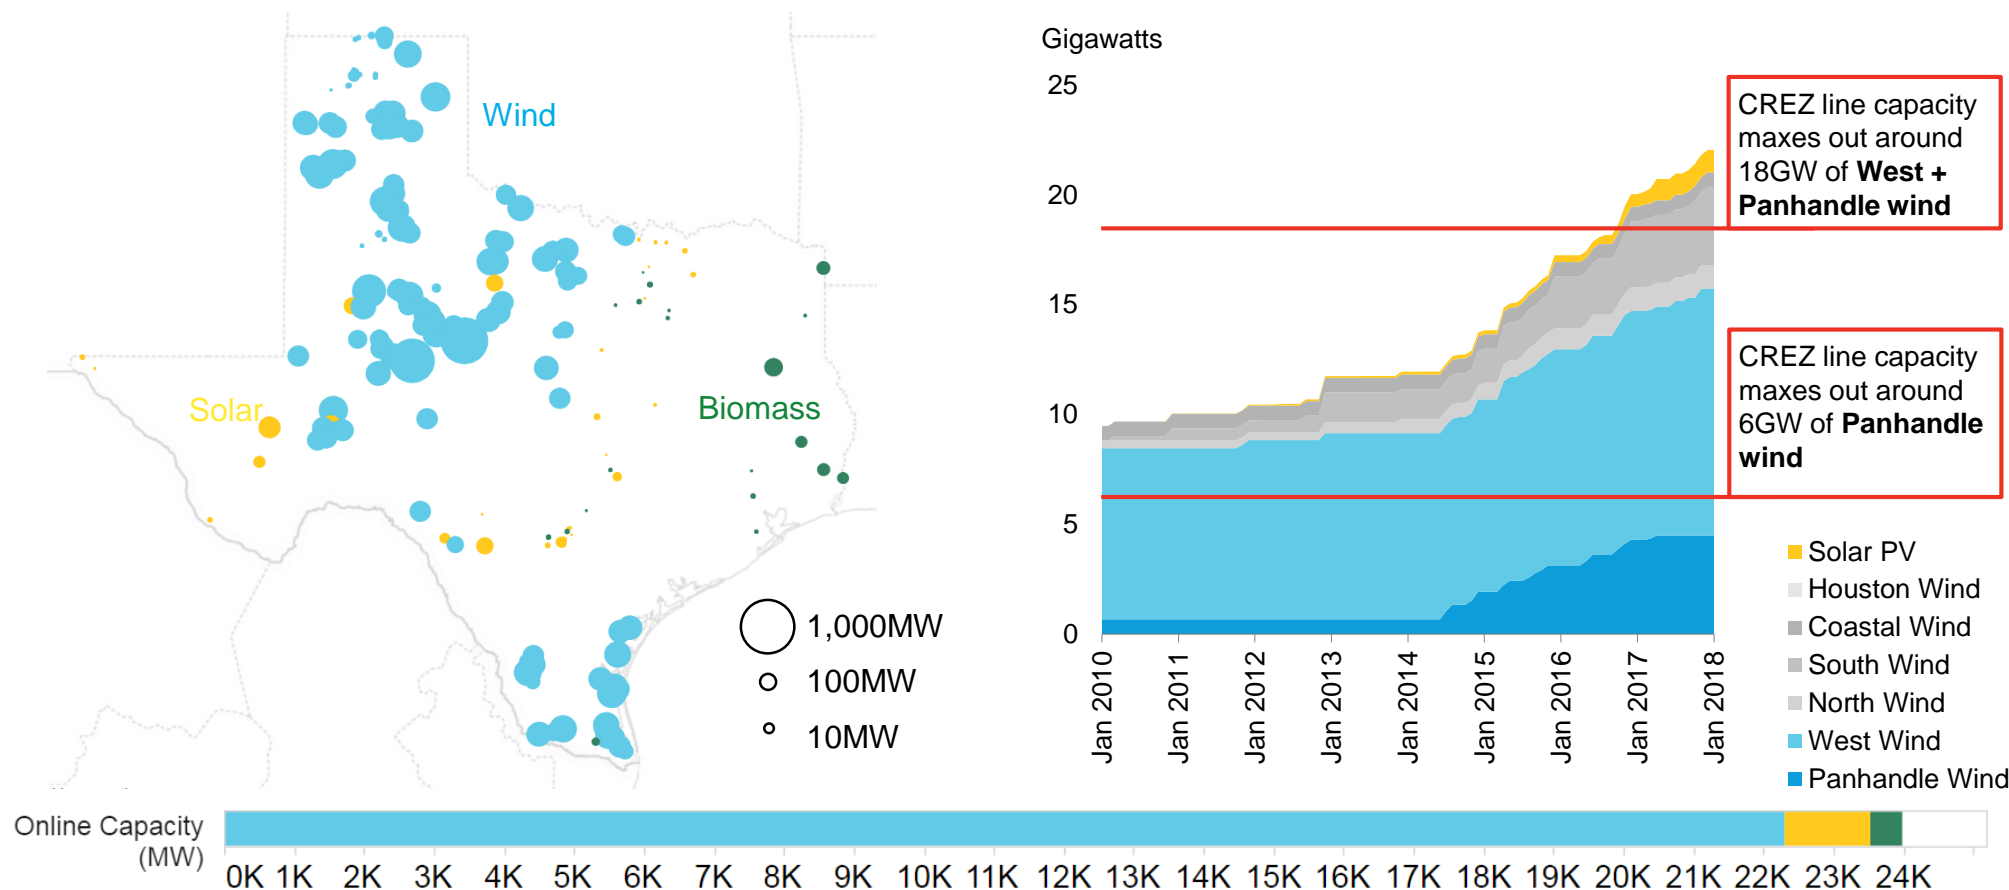 Wind
Solar
Biomass
1,000MW
100MW
10MW
Gigawatts
25
20
15
10
5
0
Jan 2010
Jan 2011
Jan 2012
Jan 2013
Jan 2014
Jan 2015
Jan 2016
Jan 2017
Jan 2018
CREZ line capacity
maxes out around
18GW of West +
Panhandle wind
CREZ line capacity
maxes out around
6GW of Panhandle
wind
Solar PV
Houston Wind
Coastal Wind
South Wind
North Wind
West Wind
Panhandle Wind
Online Capacity
(MW)
0K 1K 2K 3K 4K 5K 6K 7K 8K 9K 10K 11K 12K 13K 14K 15K 16K 17K 18K 19K 20K 21K 22K 23K 24K